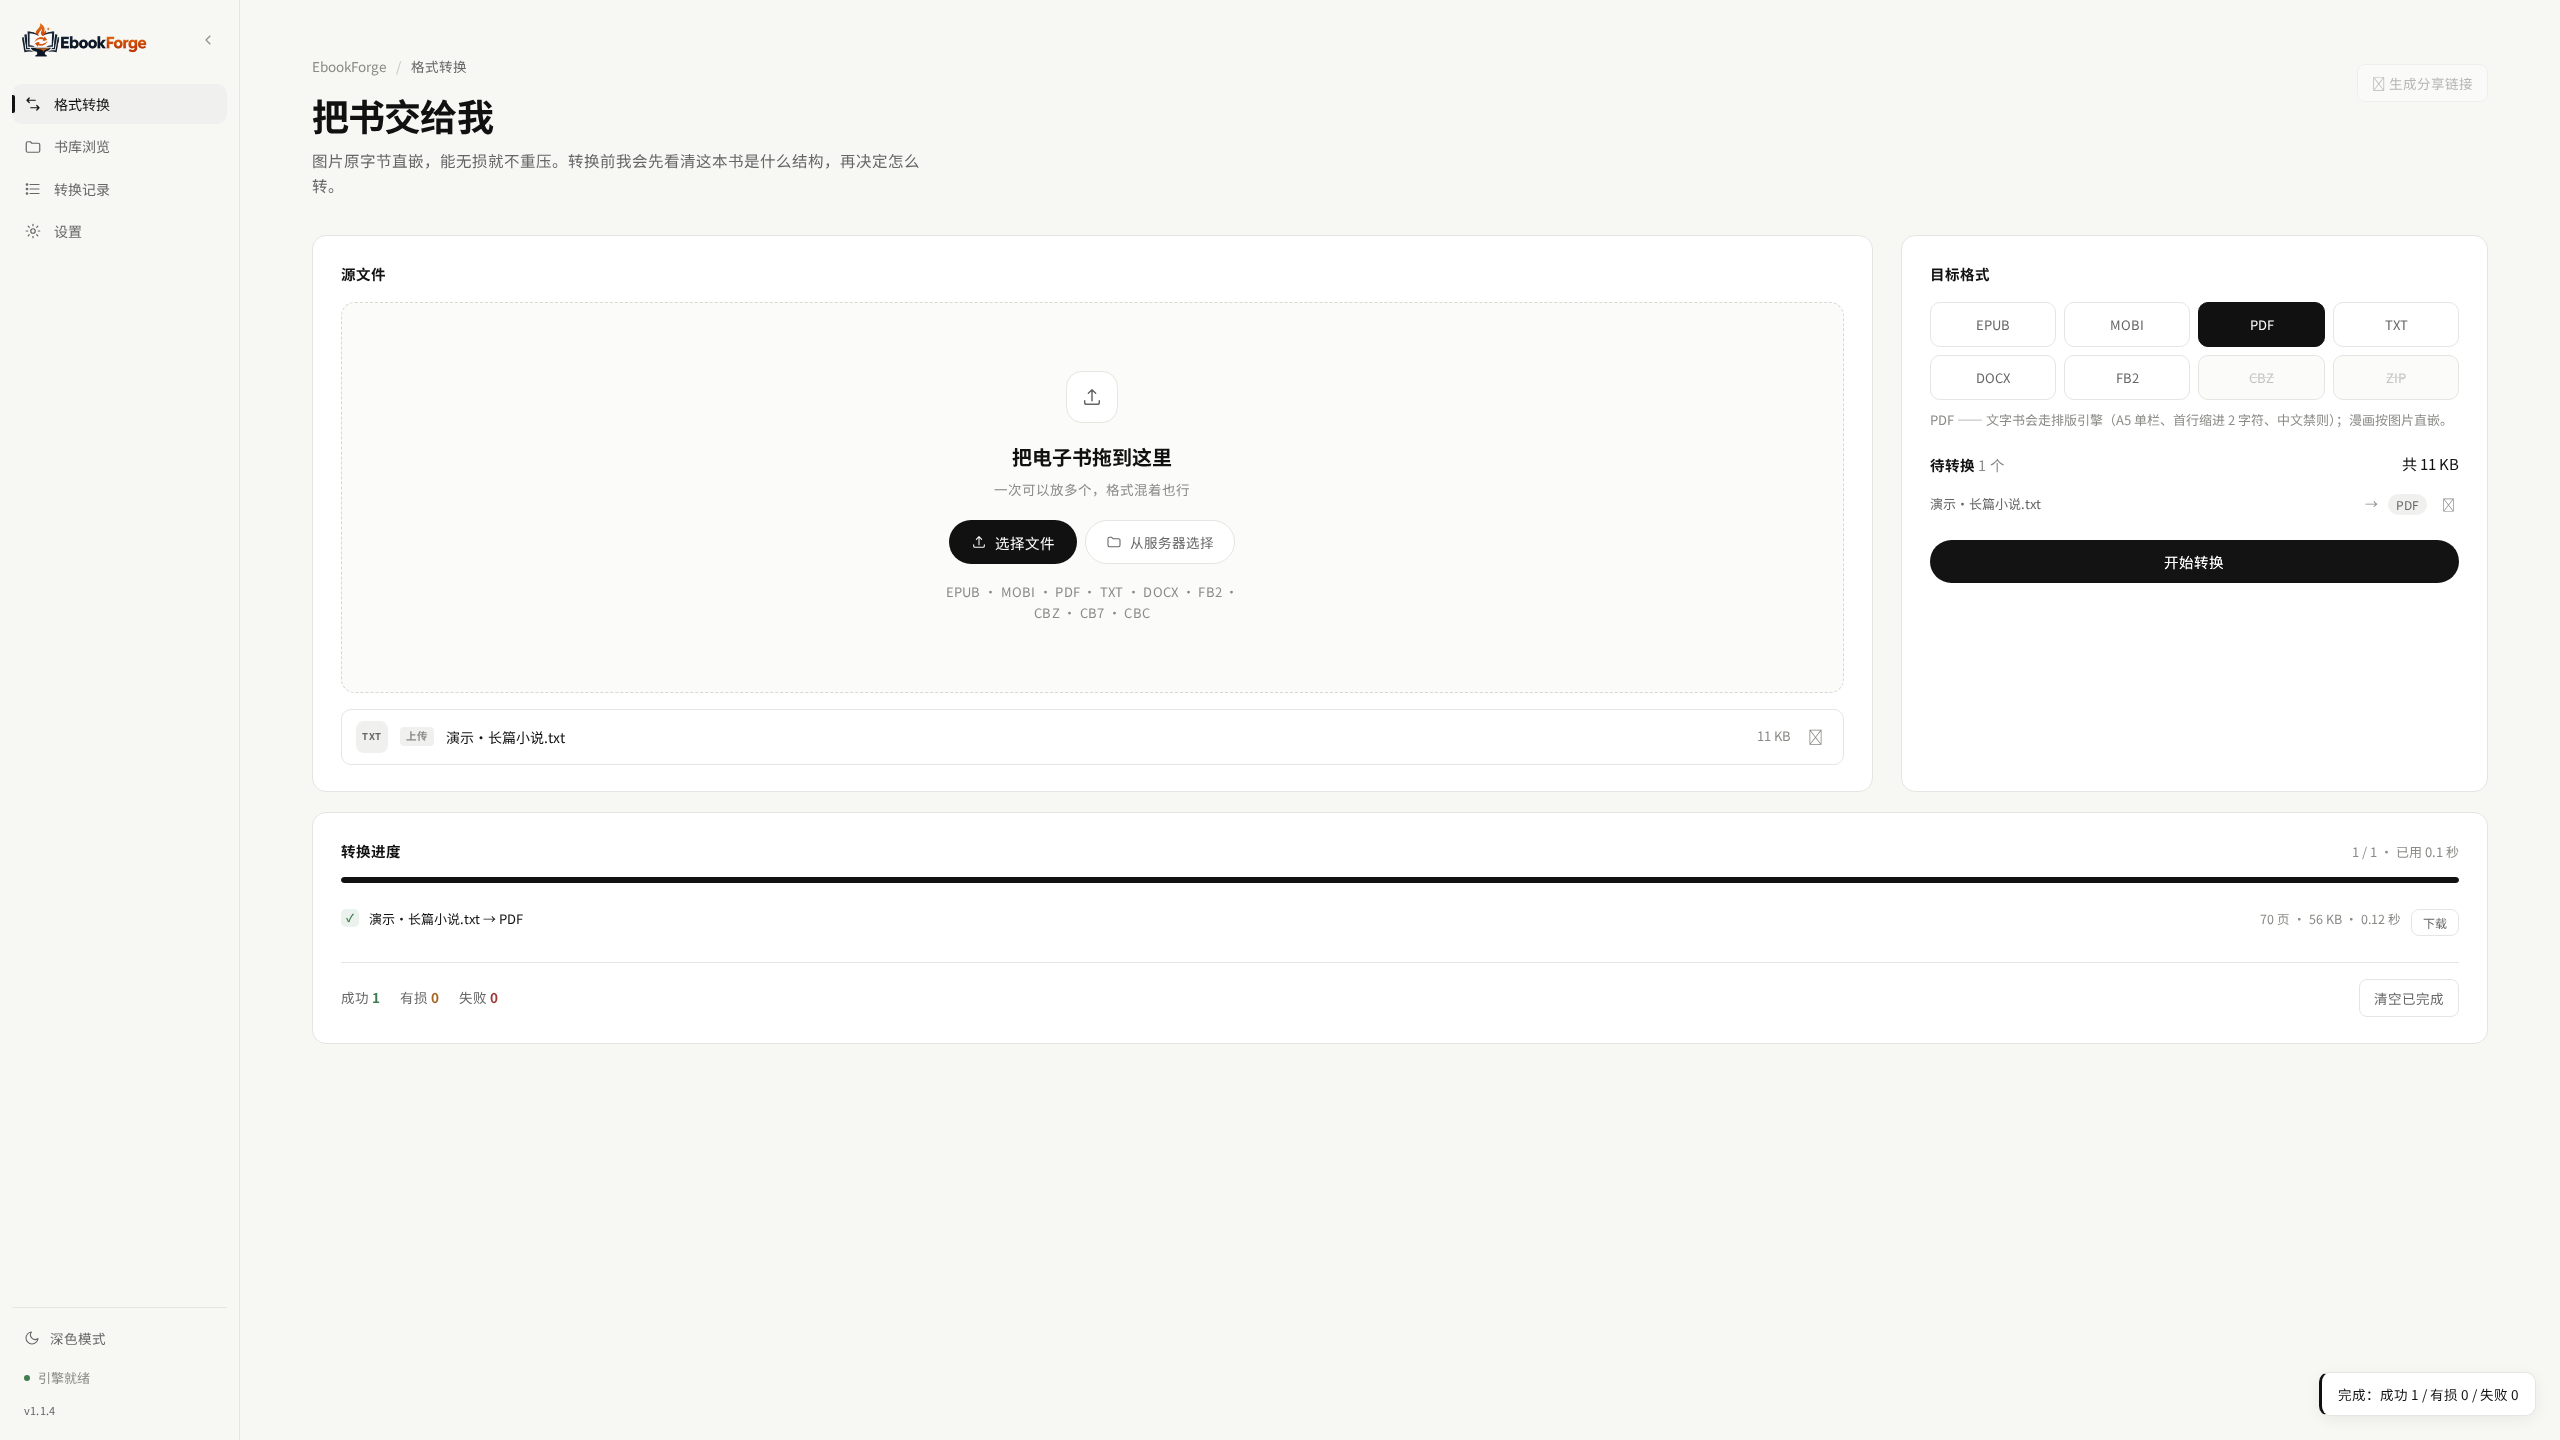 EbookForge
格式转换
书库浏览
转换记录
设置
EbookForge / 格式转换
生成分享链接
把书交给我
图片原字节直嵌，能无损就不重压。转换前我会先看清这本书是什么结构，再决定怎么
转。
源文件
把电子书拖到这里
一次可以放多个，格式混着也行
选择文件
从服务器选择
EPUB · MOBI · PDF · TXT · DOCX · FB2 ·
CBZ · CB7 · CBC
TXT 上传 演示·长篇小说.txt 11 KB
目标格式
EPUB MOBI PDF TXT
DOCX FB2 CBZ ZIP
PDF —— 文字书会走排版引擎（A5 单栏、首行缩进 2 字符、中文禁则）；漫画按图片直嵌。
待转换 1 个 共 11 KB
演示·长篇小说.txt → PDF
开始转换
转换进度 1 / 1 · 已用 0.1 秒
✓ 演示·长篇小说.txt → PDF 70 页 · 56 KB · 0.12 秒 下载
成功 1 有损 0 失败 0 清空已完成
深色模式
引擎就绪
v1.1.4
完成：成功 1 / 有损 0 / 失败 0